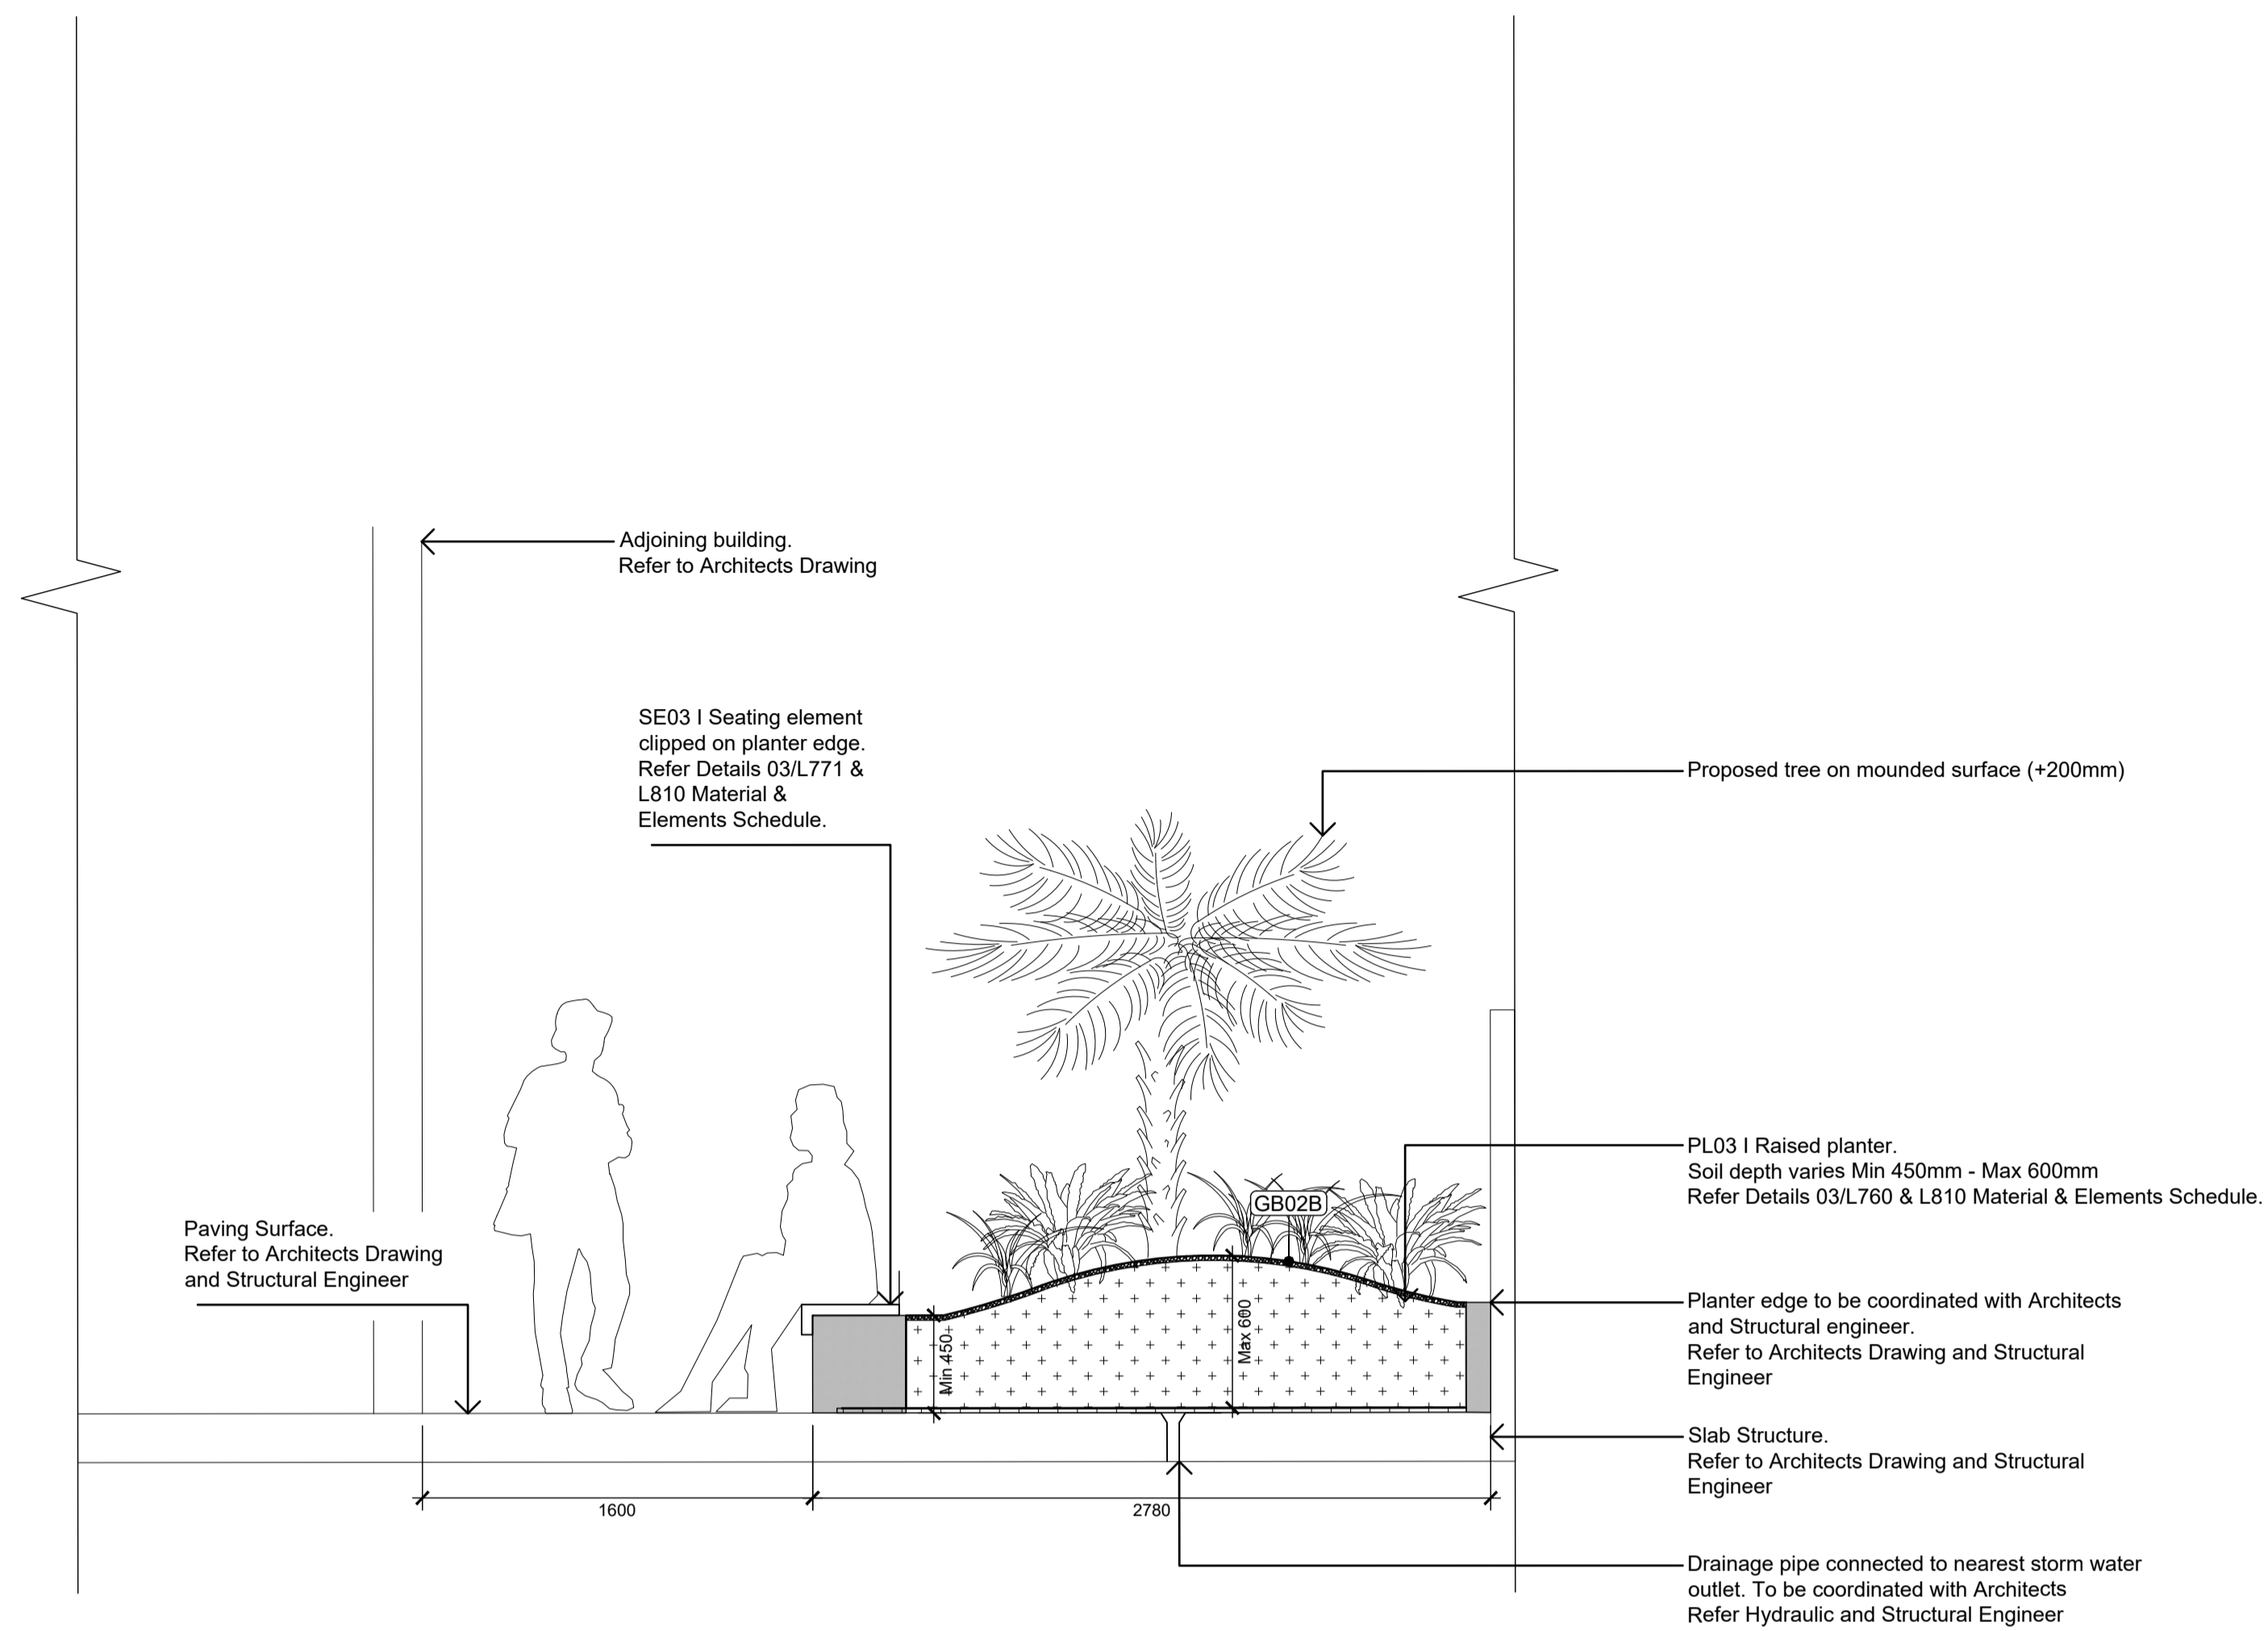 Adjoining building.
Refer to Architects Drawing
SE03 I Seating element
clipped on planter edge.
Refer Details 03/L771 &
L810 Material &
Elements Schedule.
Proposed tree on mounded surface (+200mm)
PL03 I Raised planter.
Soil depth varies Min 450mm - Max 600mm
Refer Details 03/L760 & L810 Material & Elements Schedule.
GB02B
Paving Surface.
Refer to Architects Drawing
and Structural Engineer
Min 450
Max 600
Planter edge to be coordinated with Architects
and Structural engineer.
Refer to Architects Drawing and Structural
Engineer
Slab Structure.
Refer to Architects Drawing and Structural
Engineer
1600
2780
Drainage pipe connected to nearest storm water
outlet. To be coordinated with Architects
Refer Hydraulic and Structural Engineer